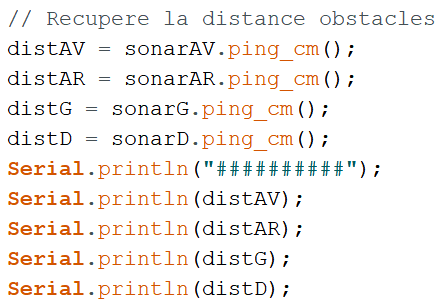 // Recupere la distance obstacles
distAV = sonarAV.ping_cm();
distAR = sonarAR.ping_cm();
distG = sonarG.ping_cm();
distD = sonarD.ping_cm();
Serial.println("##########");
Serial.println(distAV);
Serial.println(distAR);
Serial.println(distG);
Serial.println(distD);